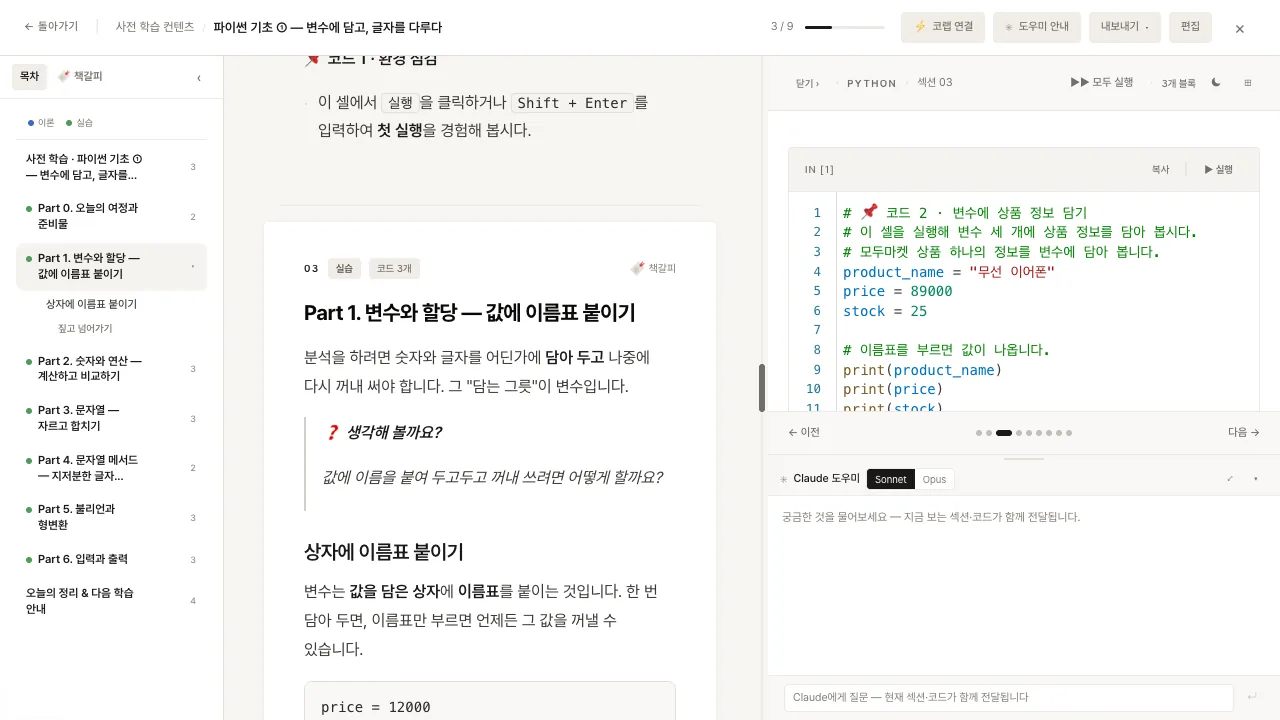 ← 돌아가기
사전 학습 컨텐츠 / 파이썬 기초 ① — 변수에 담고, 글자를 다루다
3 / 9
⚡ 코랩 연결
✳ 도우미 안내
내보내기
편집
×
목차
책갈피
‹
이론
실습
사전 학습 · 파이썬 기초 ①
— 변수에 담고, 글자를...
3
Part 0. 오늘의 여정과
준비물
2
Part 1. 변수와 할당 —
값에 이름표 붙이기
상자에 이름표 붙이기
짚고 넘어가기
Part 2. 숫자와 연산 —
계산하고 비교하기
3
Part 3. 문자열 —
자르고 합치기
3
Part 4. 문자열 메서드
— 지저분한 글자...
2
Part 5. 불리언과
형변환
3
Part 6. 입력과 출력
3
오늘의 정리 & 다음 학습
안내
4
📌 코드 1 · 환경 점검
이 셀에서 실행 을 클릭하거나 Shift + Enter 를
입력하여 첫 실행을 경험해 봅시다.
03 실습 코드 3개
책갈피
Part 1. 변수와 할당 — 값에 이름표 붙이기
분석을 하려면 숫자와 글자를 어딘가에 담아 두고 나중에
다시 꺼내 써야 합니다. 그 "담는 그릇"이 변수입니다.
❓ 생각해 볼까요?
값에 이름을 붙여 두고두고 꺼내 쓰려면 어떻게 할까요?
상자에 이름표 붙이기
변수는 값을 담은 상자에 이름표를 붙이는 것입니다. 한 번
담아 두면, 이름표만 부르면 언제든 그 값을 꺼낼 수
있습니다.
price = 12000
닫기 › · PYTHON · 섹션 03
▶▶ 모두 실행 · 3개 블록
IN [1]
복사
▶ 실행
1 # 📌 코드 2 · 변수에 상품 정보 담기
2 # 이 셀을 실행해 변수 세 개에 상품 정보를 담아 봅시다.
3 # 모두마켓 상품 하나의 정보를 변수에 담아 봅니다.
4 product_name = "무선 이어폰"
5 price = 89000
6 stock = 25
7
8 # 이름표를 부르면 값이 나옵니다.
9 print(product_name)
10 print(price)
11 print(stock)
← 이전
다음 →
✳ Claude 도우미 Sonnet Opus
궁금한 것을 물어보세요 — 지금 보는 섹션·코드가 함께 전달됩니다.
Claude에게 질문 — 현재 섹션·코드가 함께 전달됩니다